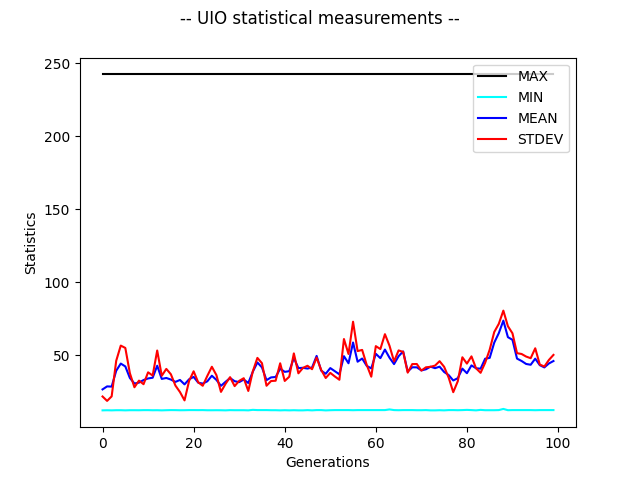 -- UIO statistical measurements --
250
200
150
100
50
0
20
40
60
80
100
Statistics
Generations
MAX
MIN
MEAN
STDEV